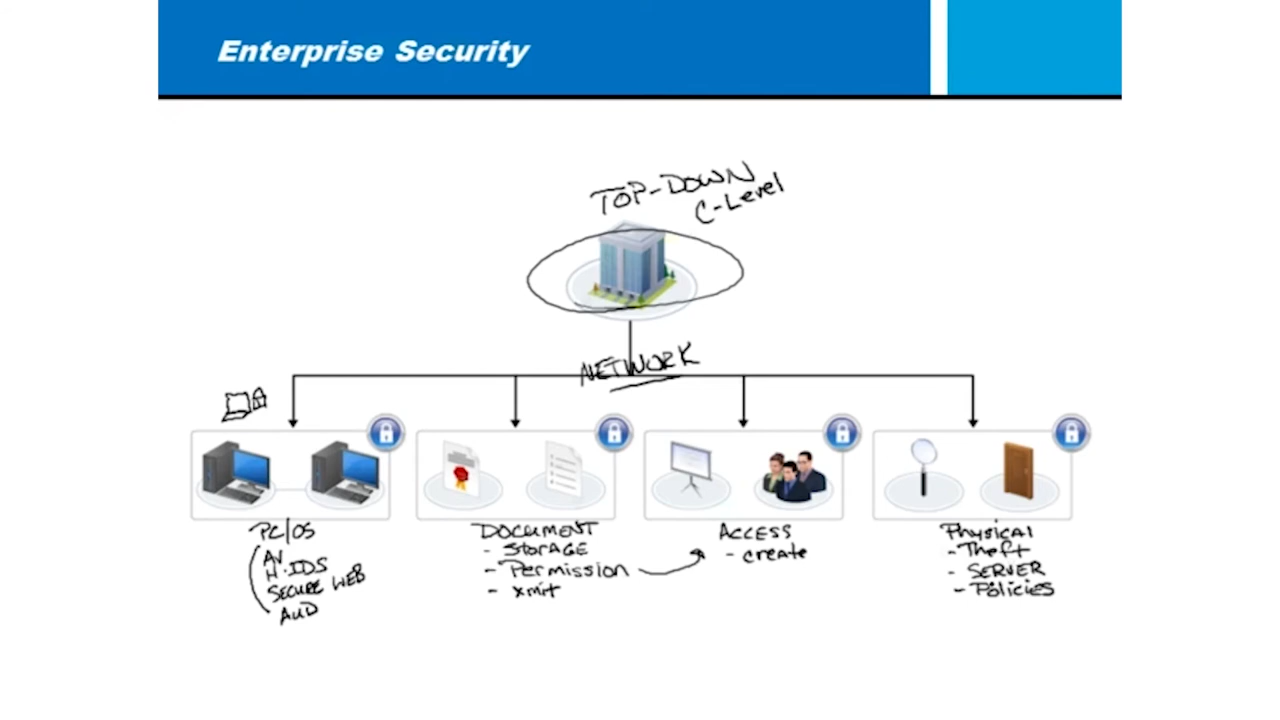 Enterprise Security
TOP-DOWN
C-Level
NETWORK
PC/OS
AV
H-IDS
SECURE WEB
AUD
DOCUMENT
- STORAGE
- Permission
- xmit
ACCESS
- create
Physical
- Theft
- SERVER
- Policies